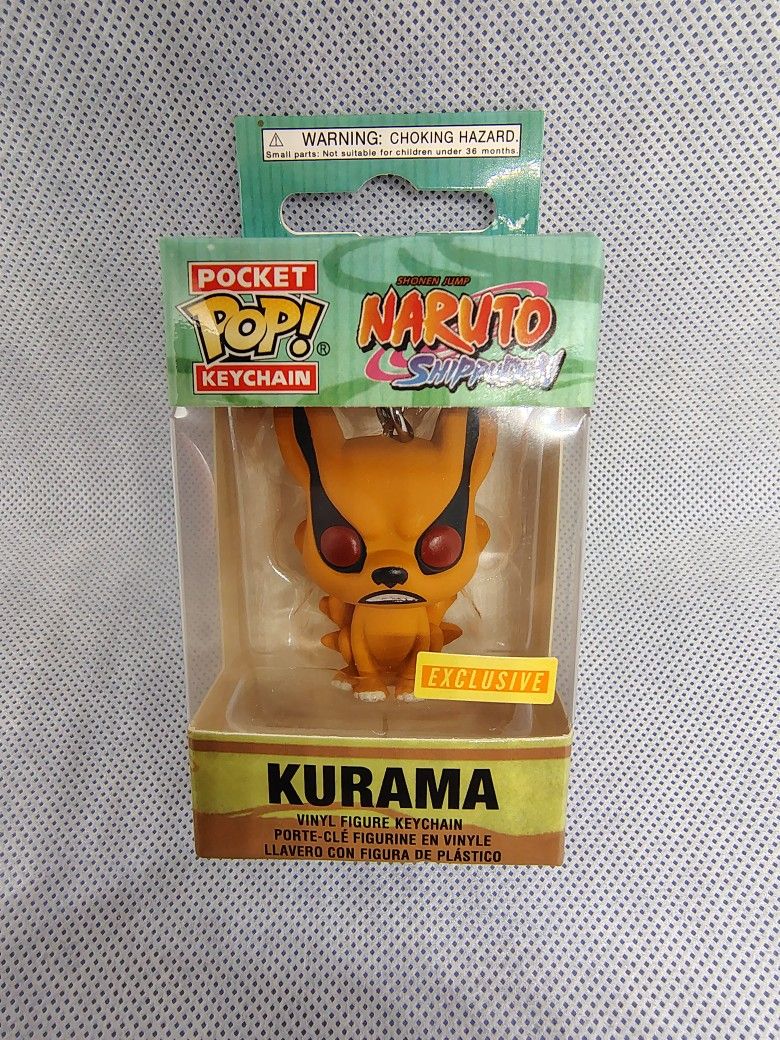 ⚠ WARNING: CHOKING HAZARD.
Small parts: Not suitable for children under 36 months.
POCKET
POP!®
KEYCHAIN
SHONEN JUMP
NARUTO
SHIPPUDEN
EXCLUSIVE
KURAMA
VINYL FIGURE KEYCHAIN
PORTE-CLÉ FIGURINE EN VINYLE
LLAVERO CON FIGURA DE PLÁSTICO